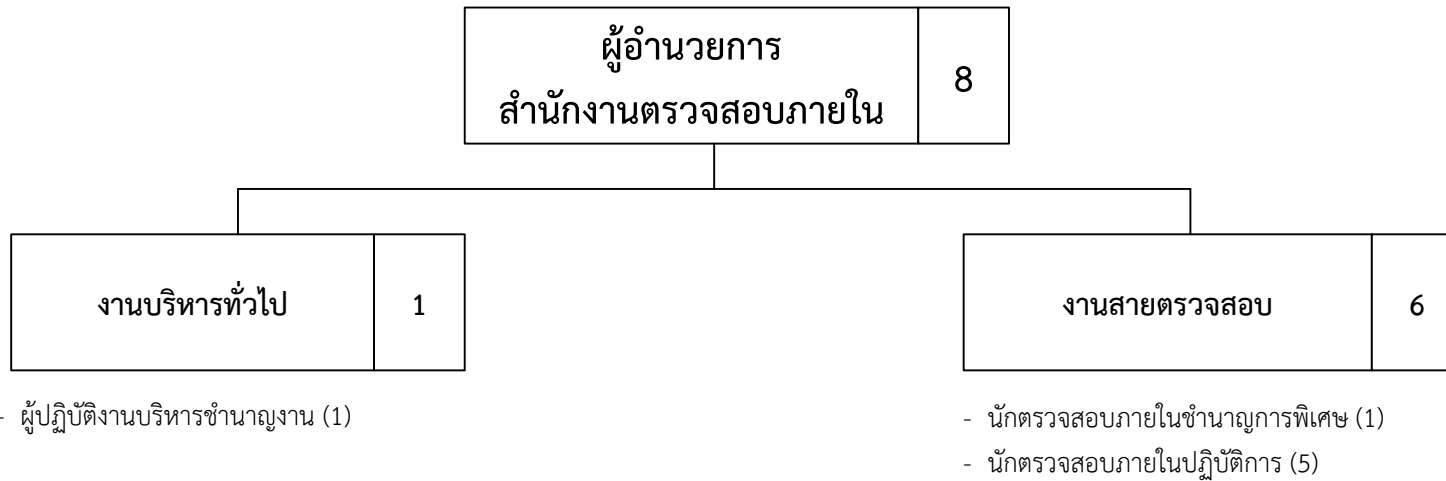 ผู้อำนวยการ
สำนักงานตรวจสอบภายใน
8
งานบริหารทั่วไป
1
งานสายตรวจสอบ
6
- ผู้ปฏิบัติงานบริหารชำนาญงาน (1)
- นักตรวจสอบภายในชำนาญการพิเศษ (1)
- นักตรวจสอบภายในปฏิบัติการ (5)